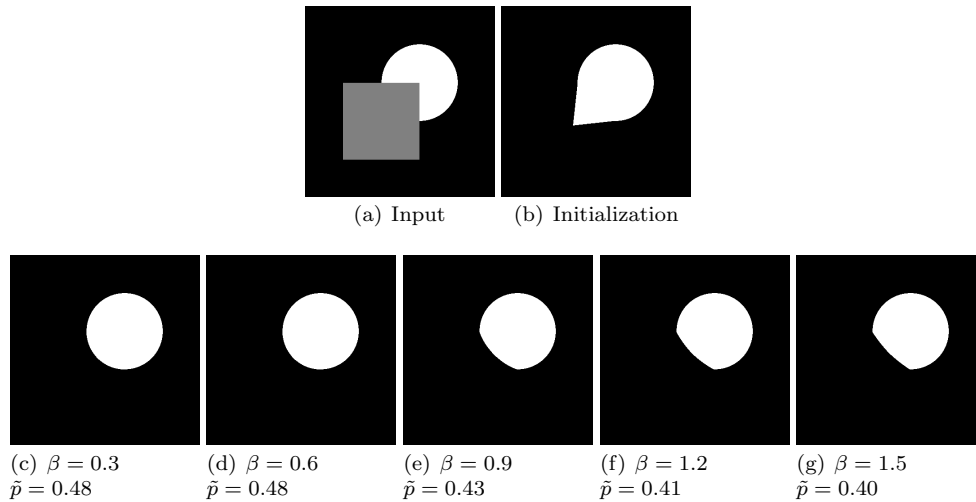 (a) Input
(b) Initialization
(c) β = 0.3
p̃ = 0.48
(d) β = 0.6
p̃ = 0.48
(e) β = 0.9
p̃ = 0.43
(f) β = 1.2
p̃ = 0.41
(g) β = 1.5
p̃ = 0.40